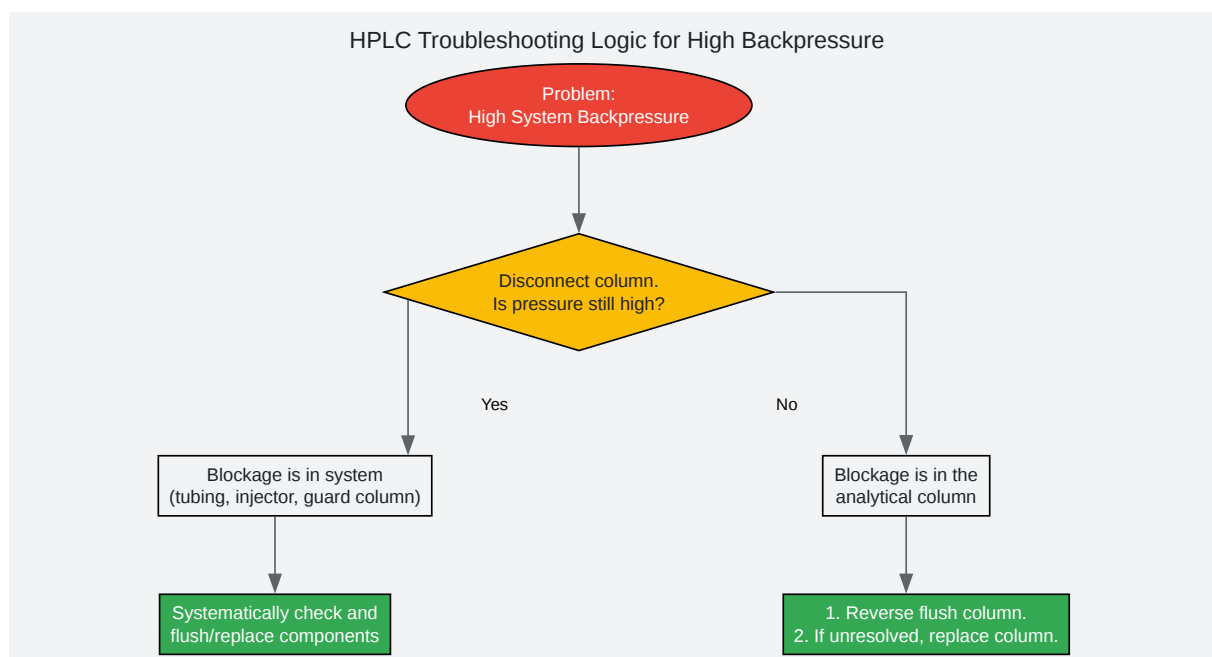 HPLC Troubleshooting Logic for High Backpressure
Problem:
High System Backpressure
Disconnect column.
Is pressure still high?
Yes
No
Blockage is in system
(tubing, injector, guard column)
Blockage is in the
analytical column
Systematically check and
flush/replace components
1. Reverse flush column.
2. If unresolved, replace column.